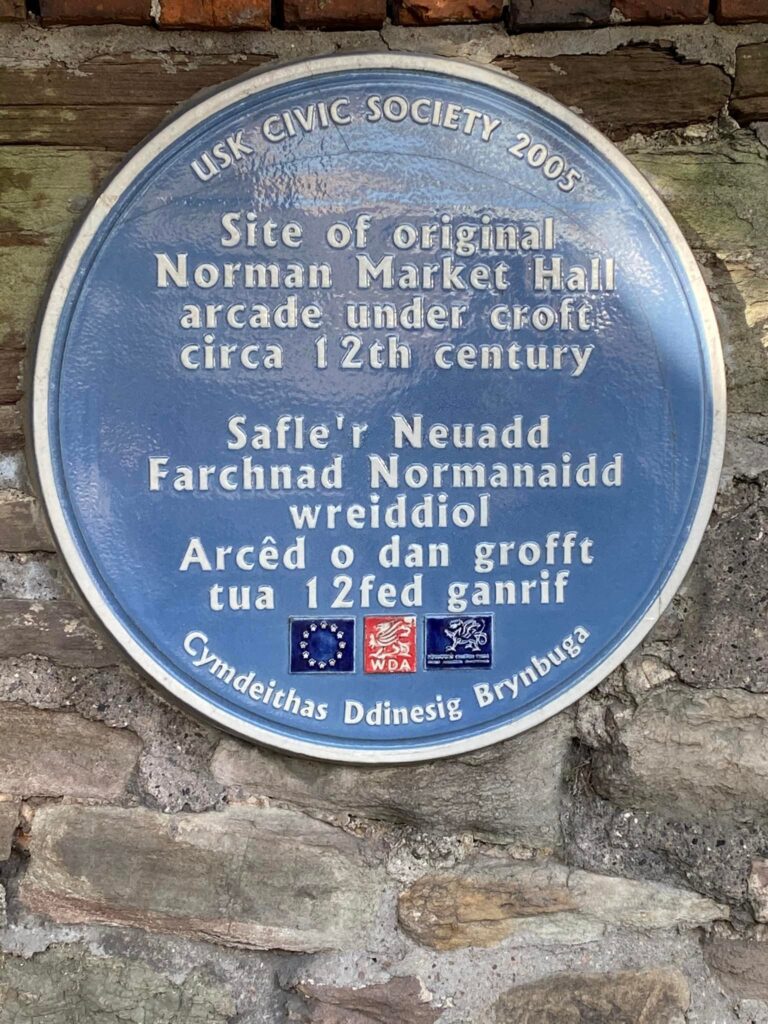 USK CIVIC SOCIETY 2005
Site of original
Norman Market Hall
arcade under croft
circa 12th century
Safle'r Neuadd
Farchnad Normanaidd
wreiddiol
Arcêd o dan grofft
tua 12fed ganrif
WDA
Cymdeithas Ddinesig Brynbuga